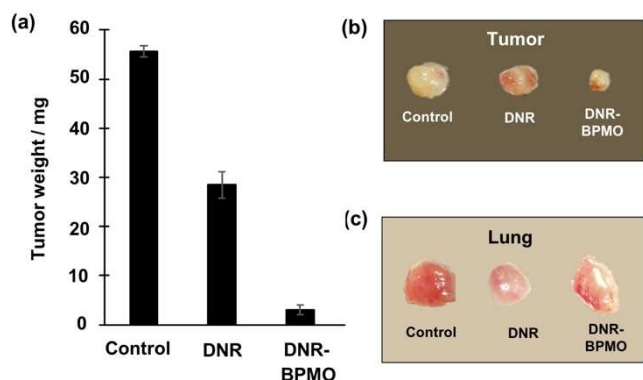 (a)
Tumor weight / mg
60
50
40
30
20
10
0
Control
DNR
DNR-
BPMO
(b)
Tumor
Control
DNR
DNR-
BPMO
(c)
Lung
Control
DNR
DNR-
BPMO